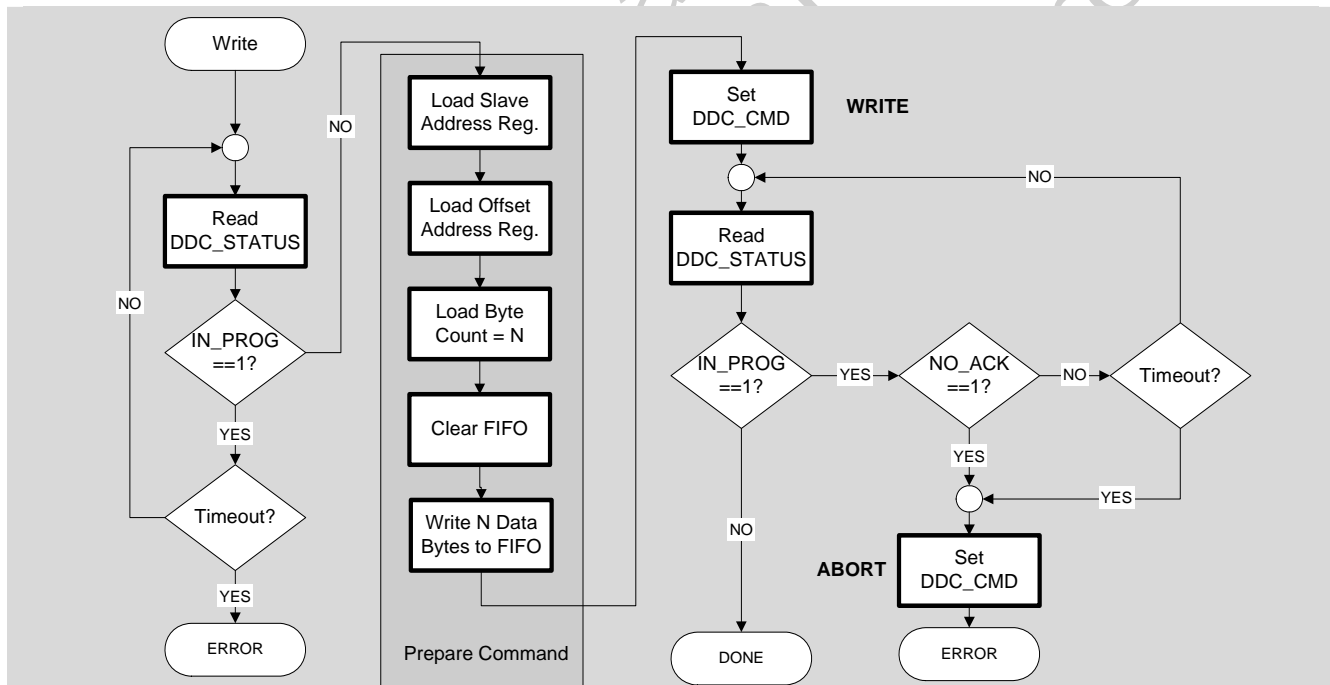 Write
Read
DDC_STATUS
NO
IN_PROG
==1?
YES
Timeout?
YES
ERROR
NO
Load Slave
Address Reg.
Load Offset
Address Reg.
Load Byte
Count = N
Clear FIFO
Write N Data
Bytes to FIFO
Prepare Command
Set
DDC_CMD
WRITE
NO
Read
DDC_STATUS
IN_PROG
==1?
YES
NO_ACK
==1?
NO
Timeout?
YES
YES
NO
ABORT
Set
DDC_CMD
DONE
ERROR